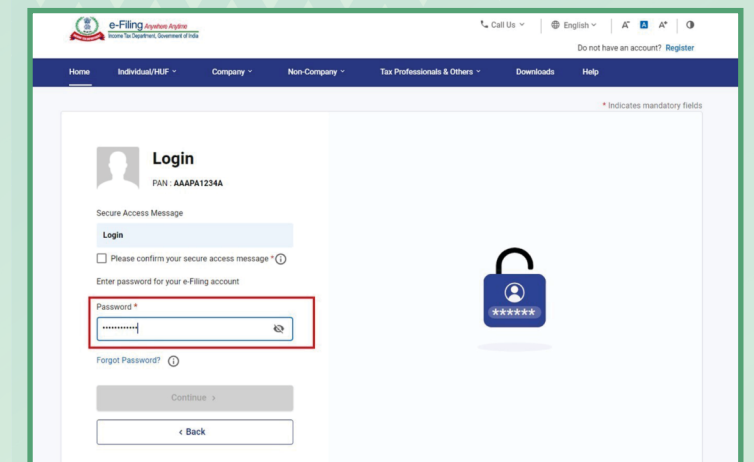 e-Filing Anywhere Anytime
Income Tax Department, Government of India
Call Us
English
A- A A+
Do not have an account? Register
Home Individual/HUF Company Non-Company Tax Professionals & Others Downloads Help
* Indicates mandatory fields
Login
PAN : AAAPA1234A
Secure Access Message
Login
Please confirm your secure access message *
Enter password for your e-Filing account
Password *
Forgot Password?
Continue >
< Back
******